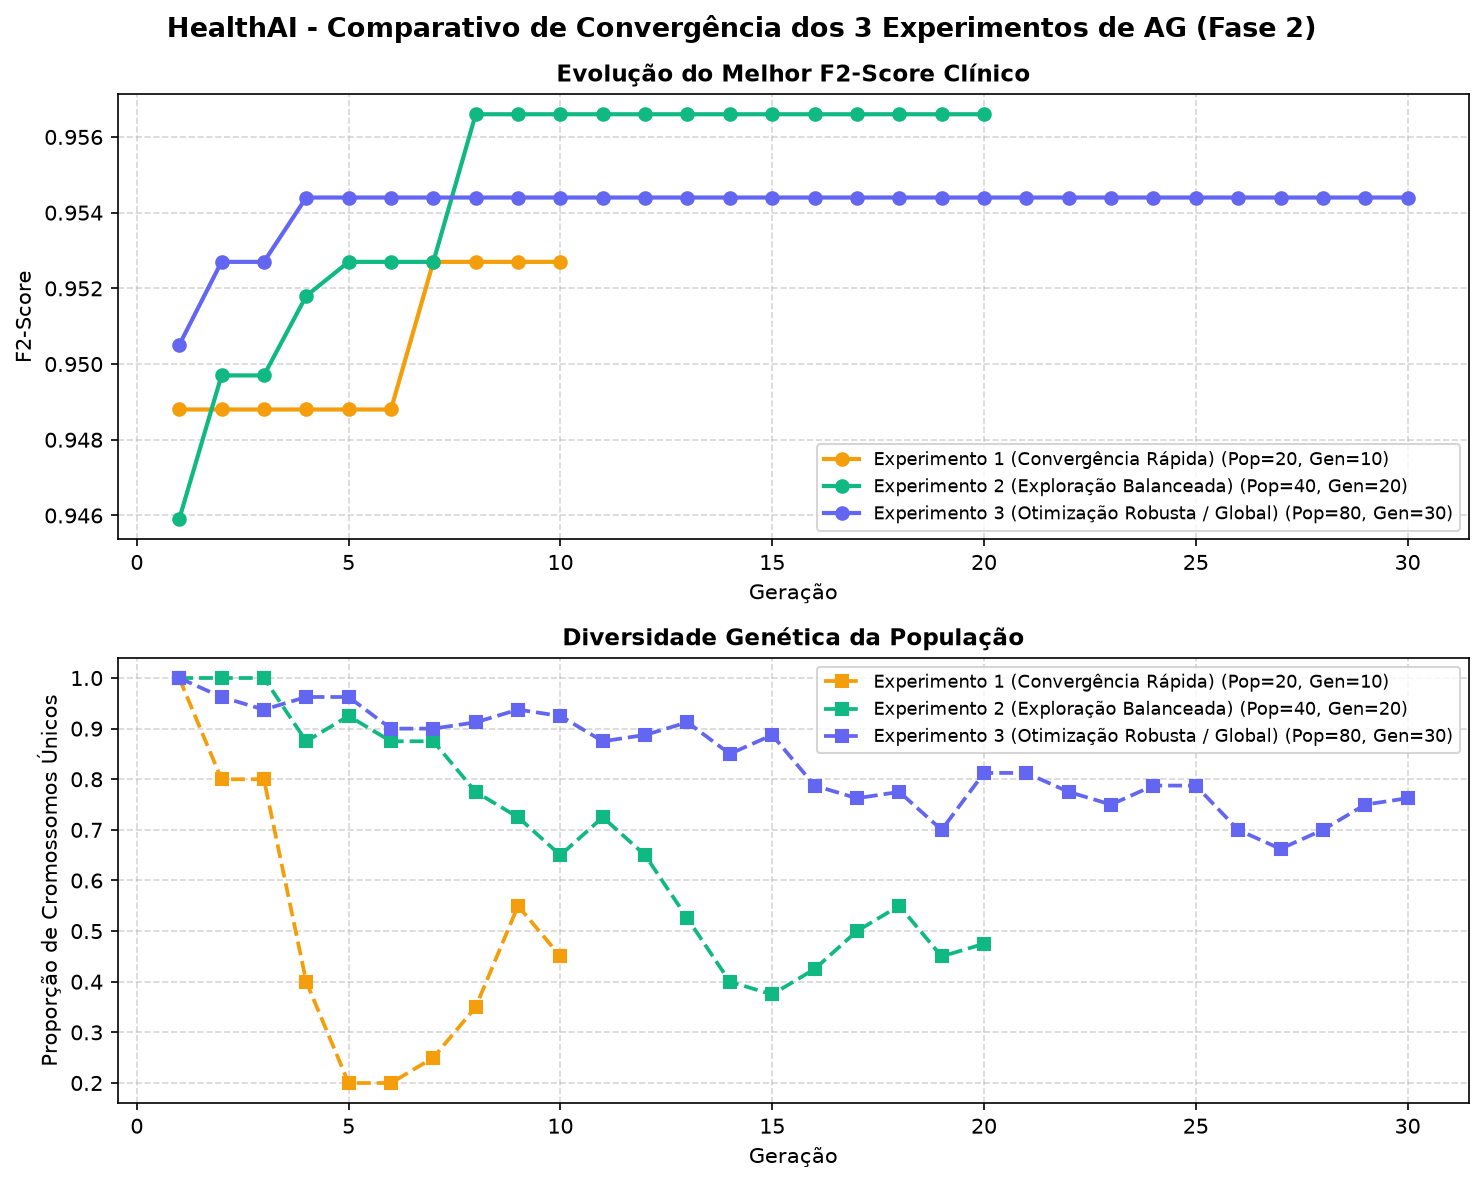 HealthAI - Comparativo de Convergência dos 3 Experimentos de AG (Fase 2)
Evolução do Melhor F2-Score Clínico
0.956
0.954
0.952
0.950
0.948
0.946
F2-Score
Experimento 1 (Convergência Rápida) (Pop=20, Gen=10)
Experimento 2 (Exploração Balanceada) (Pop=40, Gen=20)
Experimento 3 (Otimização Robusta / Global) (Pop=80, Gen=30)
0 5 10 15 20 25 30
Geração
Diversidade Genética da População
1.0
0.9
0.8
0.7
0.6
0.5
0.4
0.3
0.2
Proporção de Cromossomos Únicos
Experimento 1 (Convergência Rápida) (Pop=20, Gen=10)
Experimento 2 (Exploração Balanceada) (Pop=40, Gen=20)
Experimento 3 (Otimização Robusta / Global) (Pop=80, Gen=30)
0 5 10 15 20 25 30
Geração